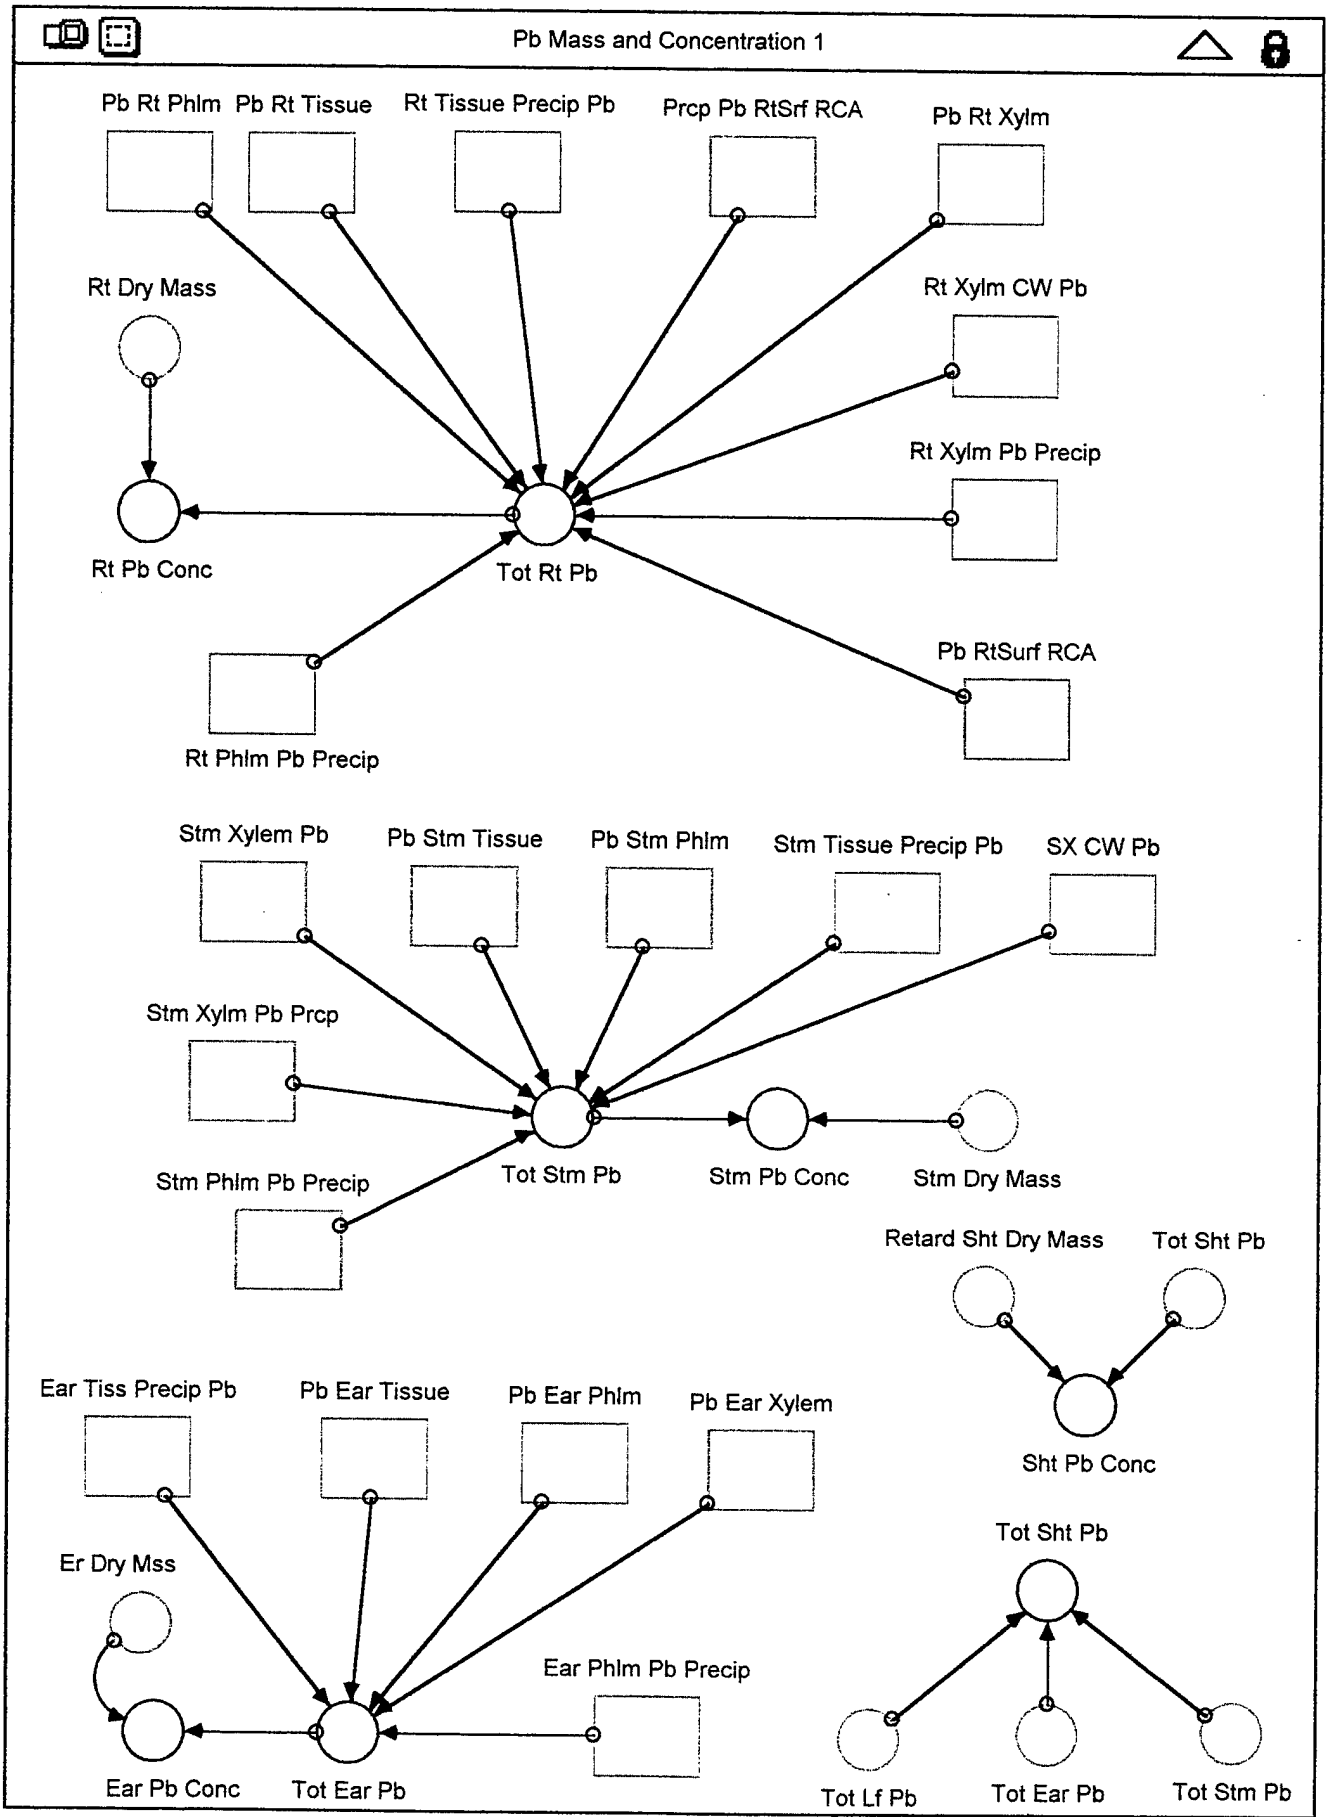 Pb Mass and Concentration 1
Pb Rt Phlm
Pb Rt Tissue
Rt Tissue Precip Pb
Prcp Pb RtSrf RCA
Pb Rt Xylm
Rt Dry Mass
Rt Xylm CW Pb
Rt Xylm Pb Precip
Rt Pb Conc
Tot Rt Pb
Pb RtSurf RCA
Rt Phlm Pb Precip
Stm Xylem Pb
Pb Stm Tissue
Pb Stm Phlm
Stm Tissue Precip Pb
SX CW Pb
Stm Xylm Pb Prcp
Tot Stm Pb
Stm Pb Conc
Stm Dry Mass
Stm Phlm Pb Precip
Retard Sht Dry Mass
Tot Sht Pb
Sht Pb Conc
Ear Tiss Precip Pb
Pb Ear Tissue
Pb Ear Phlm
Pb Ear Xylem
Tot Sht Pb
Er Dry Mss
Ear Phlm Pb Precip
Ear Pb Conc
Tot Ear Pb
Tot Lf Pb
Tot Ear Pb
Tot Stm Pb